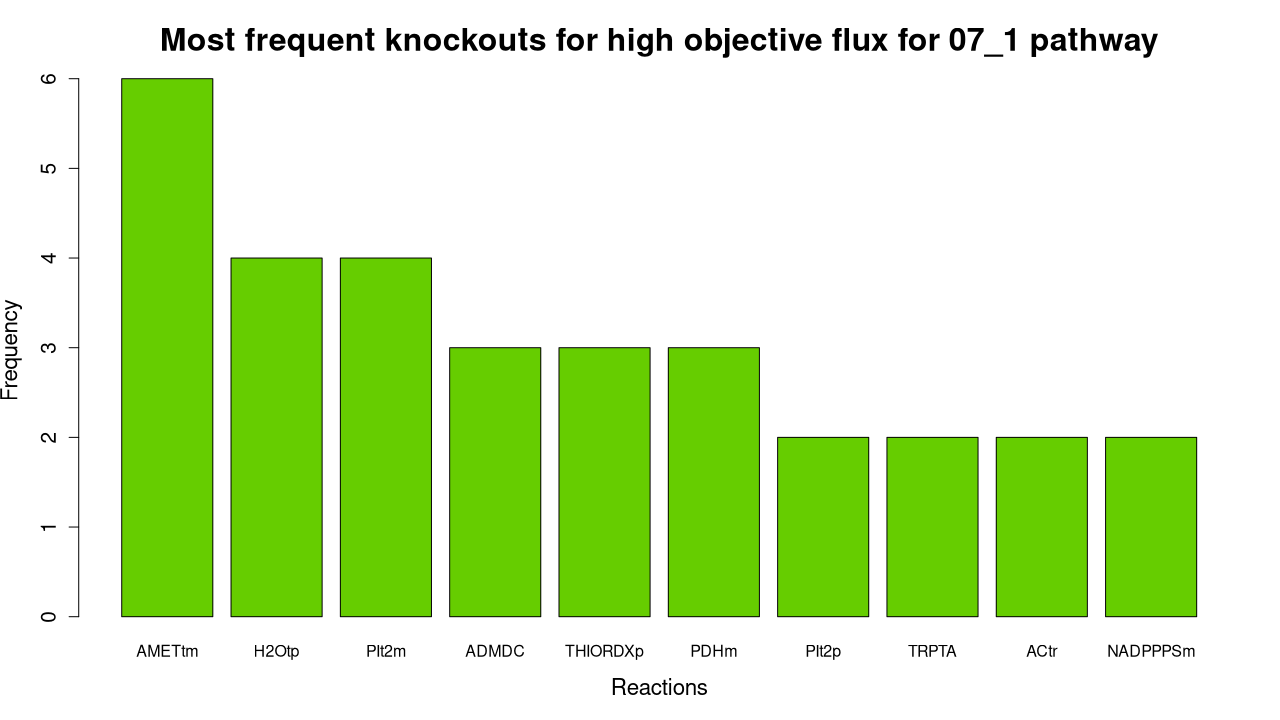 Most frequent knockouts for high objective flux for 07_1 pathway
Frequency
6
5
4
3
2
1
0
AMETtm H2Otp PIt2m ADMDC THIORDXp PDHm PIt2p TRPTA ACtr NADPPPSm
Reactions